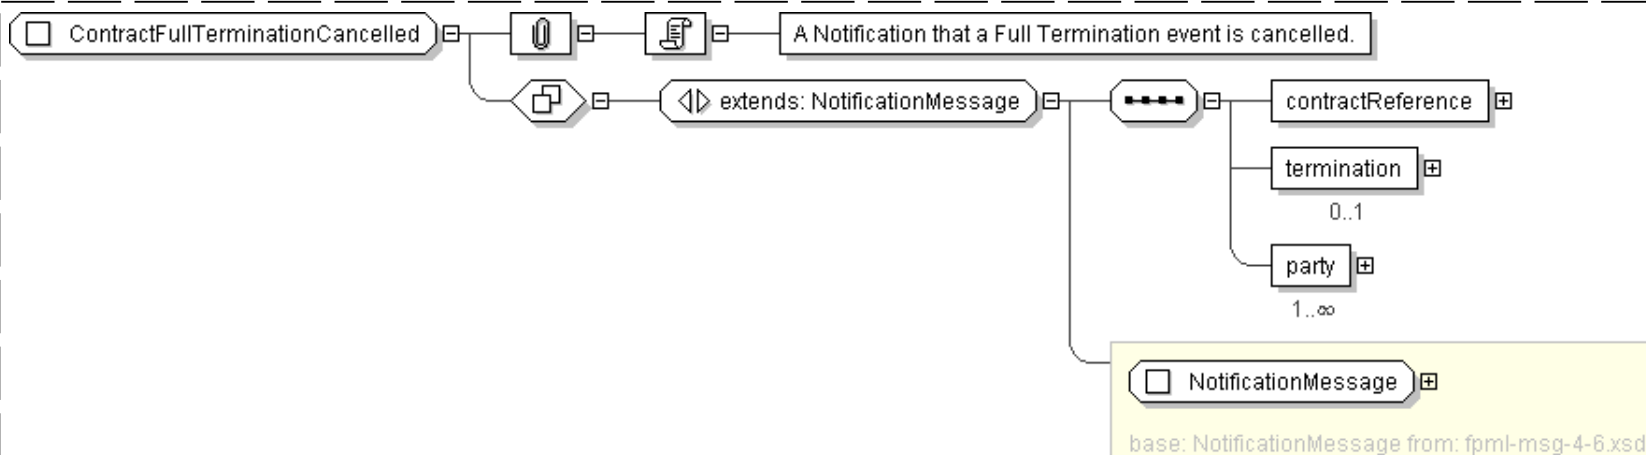 ContractFullTerminationCancelled
A Notification that a Full Termination event is cancelled.
extends: NotificationMessage
contractReference
termination
0..1
party
1..∞
NotificationMessage
base: NotificationMessage from: fpml-msg-4-6.xsd